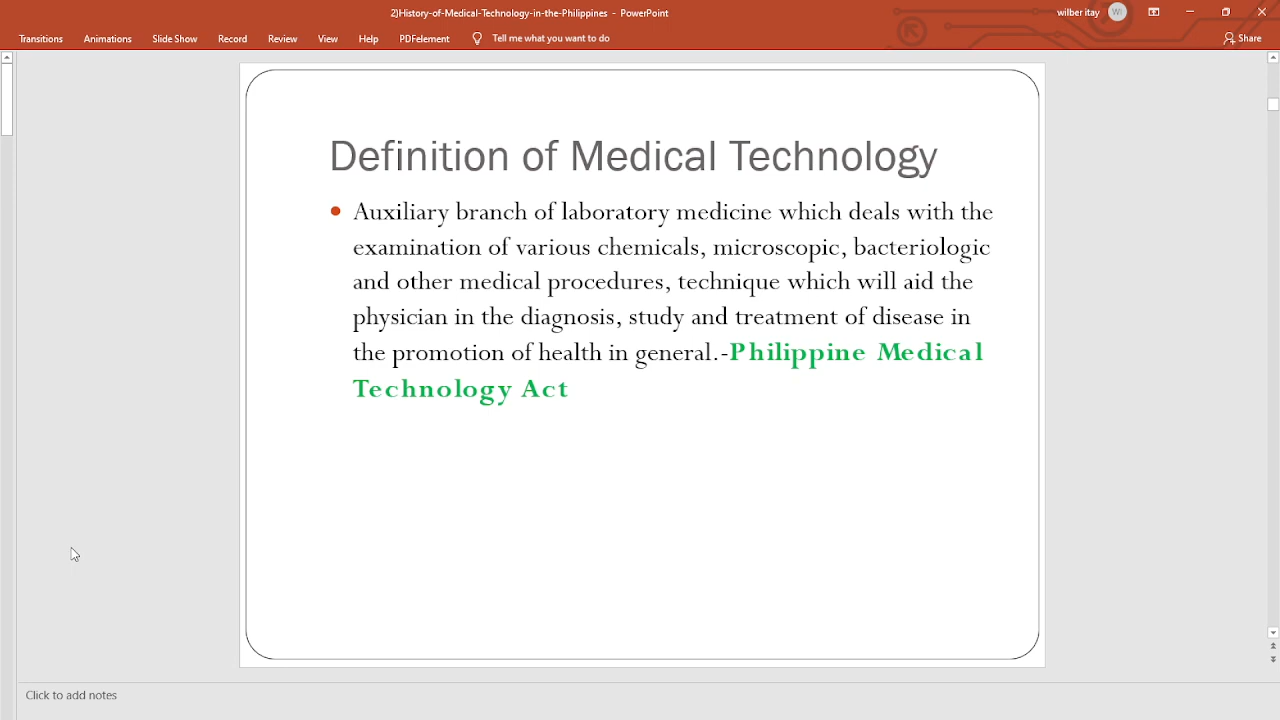 2)History-of-Medical-Technology-in-the-Philippines - PowerPoint
wilber itay WI
Transitions Animations Slide Show Record Review View Help PDFelement Tell me what you want to do Share
Definition of Medical Technology
Auxiliary branch of laboratory medicine which deals with the
examination of various chemicals, microscopic, bacteriologic
and other medical procedures, technique which will aid the
physician in the diagnosis, study and treatment of disease in
the promotion of health in general.-Philippine Medical
Technology Act
Click to add notes